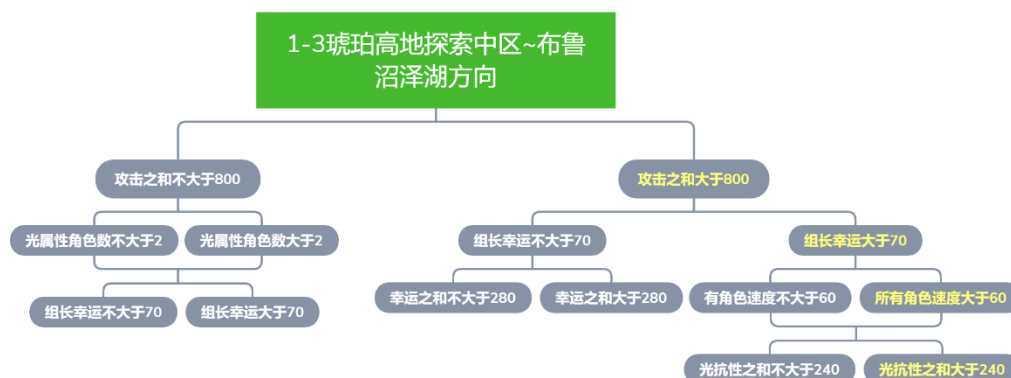 1-3琥珀高地探索中区~布鲁
沼泽湖方向
攻击之和不大于800
攻击之和大于800
光属性角色数不大于2
光属性角色数大于2
组长幸运不大于70
组长幸运大于70
组长幸运不大于70
组长幸运大于70
幸运之和不大于280
幸运之和大于280
有角色速度不大于60
所有角色速度大于60
光抗性之和不大于240
光抗性之和大于240